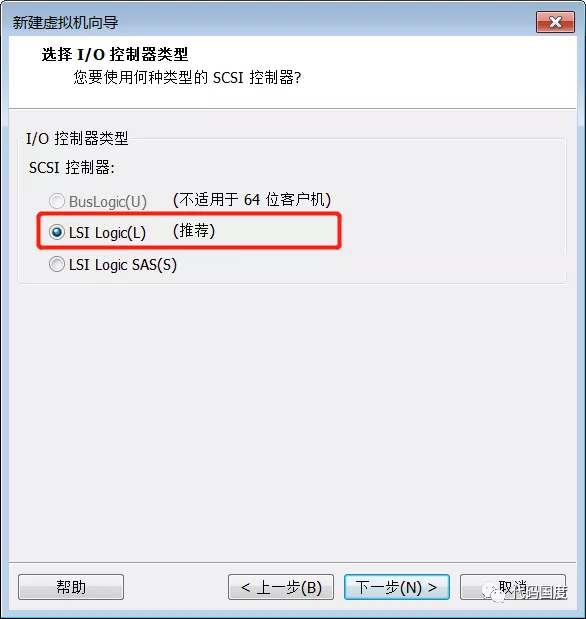 新建虚拟机向导
选择 I/O 控制器类型
您要使用何种类型的 SCSI 控制器?
I/O 控制器类型
SCSI 控制器:
BusLogic(U) (不适用于 64 位客户机)
LSI Logic(L) (推荐)
LSI Logic SAS(S)
帮助 < 上一步(B) 下一步(N) > 取消
代码国度